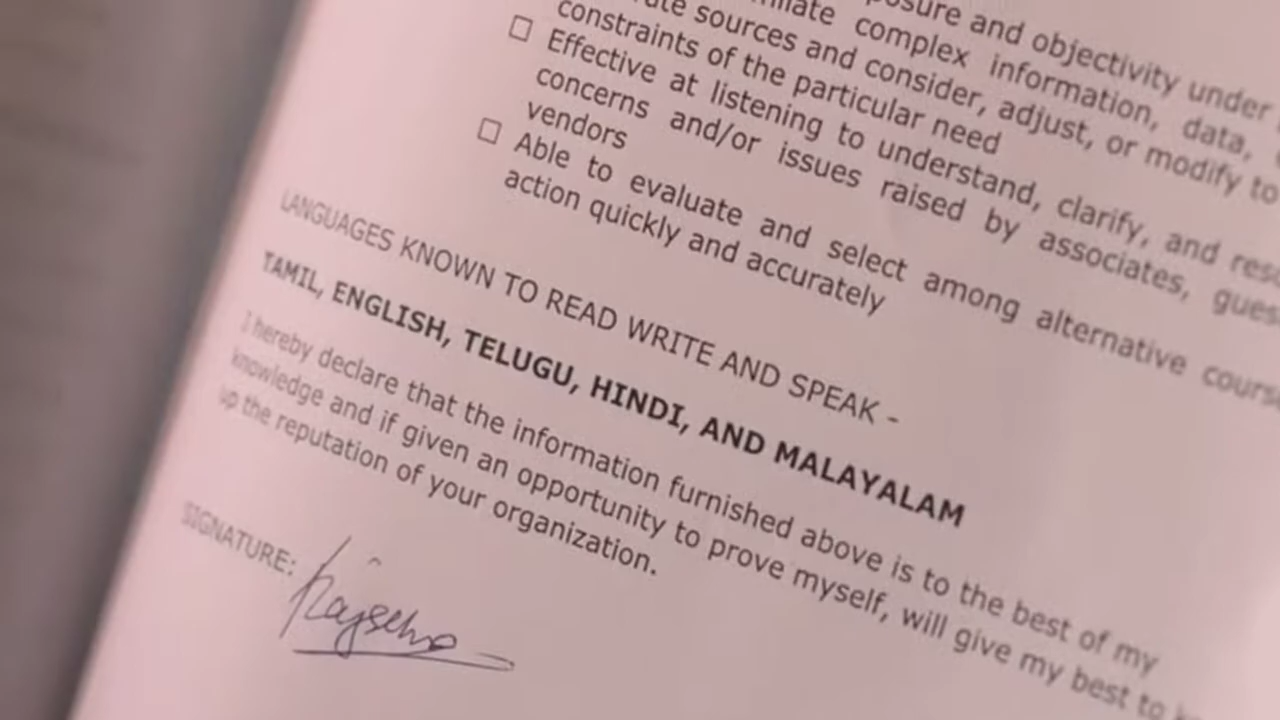 sure and objectivity under
complex information, data,
sources and consider, adjust, or modify to
constraints of the particular need
☐ Effective at listening to understand, clarify, and
concerns and/or issues raised by associates,
vendors
☐ Able to evaluate and select among alternative
action quickly and accurately
LANGUAGES KNOWN TO READ WRITE AND SPEAK -
TAMIL, ENGLISH, TELUGU, HINDI, AND MALAYALAM
I hereby declare that the information furnished above is to the best of my
knowledge and if given an opportunity to prove myself, will give my best to
up the reputation of your organization.
SIGNATURE: